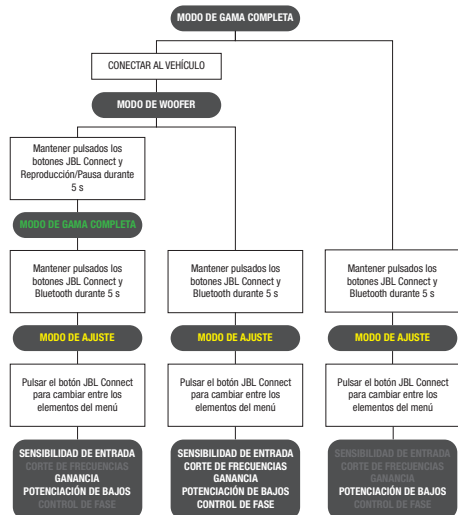 MODO DE GAMA COMPLETA
CONECTAR AL VEHÍCULO
MODO DE WOOFER
Mantener pulsados los
botones JBL Connect y
Reproducción/Pausa durante
5 s
MODO DE GAMA COMPLETA
Mantener pulsados los
botones JBL Connect y
Bluetooth durante 5 s
MODO DE AJUSTE
Pulsar el botón JBL Connect
para cambiar entre los
elementos del menú
SENSIBILIDAD DE ENTRADA
CORTE DE FRECUENCIAS
GANANCIA
POTENCIACIÓN DE BAJOS
CONTROL DE FASE
Mantener pulsados los
botones JBL Connect y
Bluetooth durante 5 s
MODO DE AJUSTE
Pulsar el botón JBL Connect
para cambiar entre los
elementos del menú
SENSIBILIDAD DE ENTRADA
CORTE DE FRECUENCIAS
GANANCIA
POTENCIACIÓN DE BAJOS
CONTROL DE FASE
Mantener pulsados los
botones JBL Connect y
Bluetooth durante 5 s
MODO DE AJUSTE
Pulsar el botón JBL Connect
para cambiar entre los
elementos del menú
SENSIBILIDAD DE ENTRADA
CORTE DE FRECUENCIAS
GANANCIA
POTENCIACIÓN DE BAJOS
CONTROL DE FASE